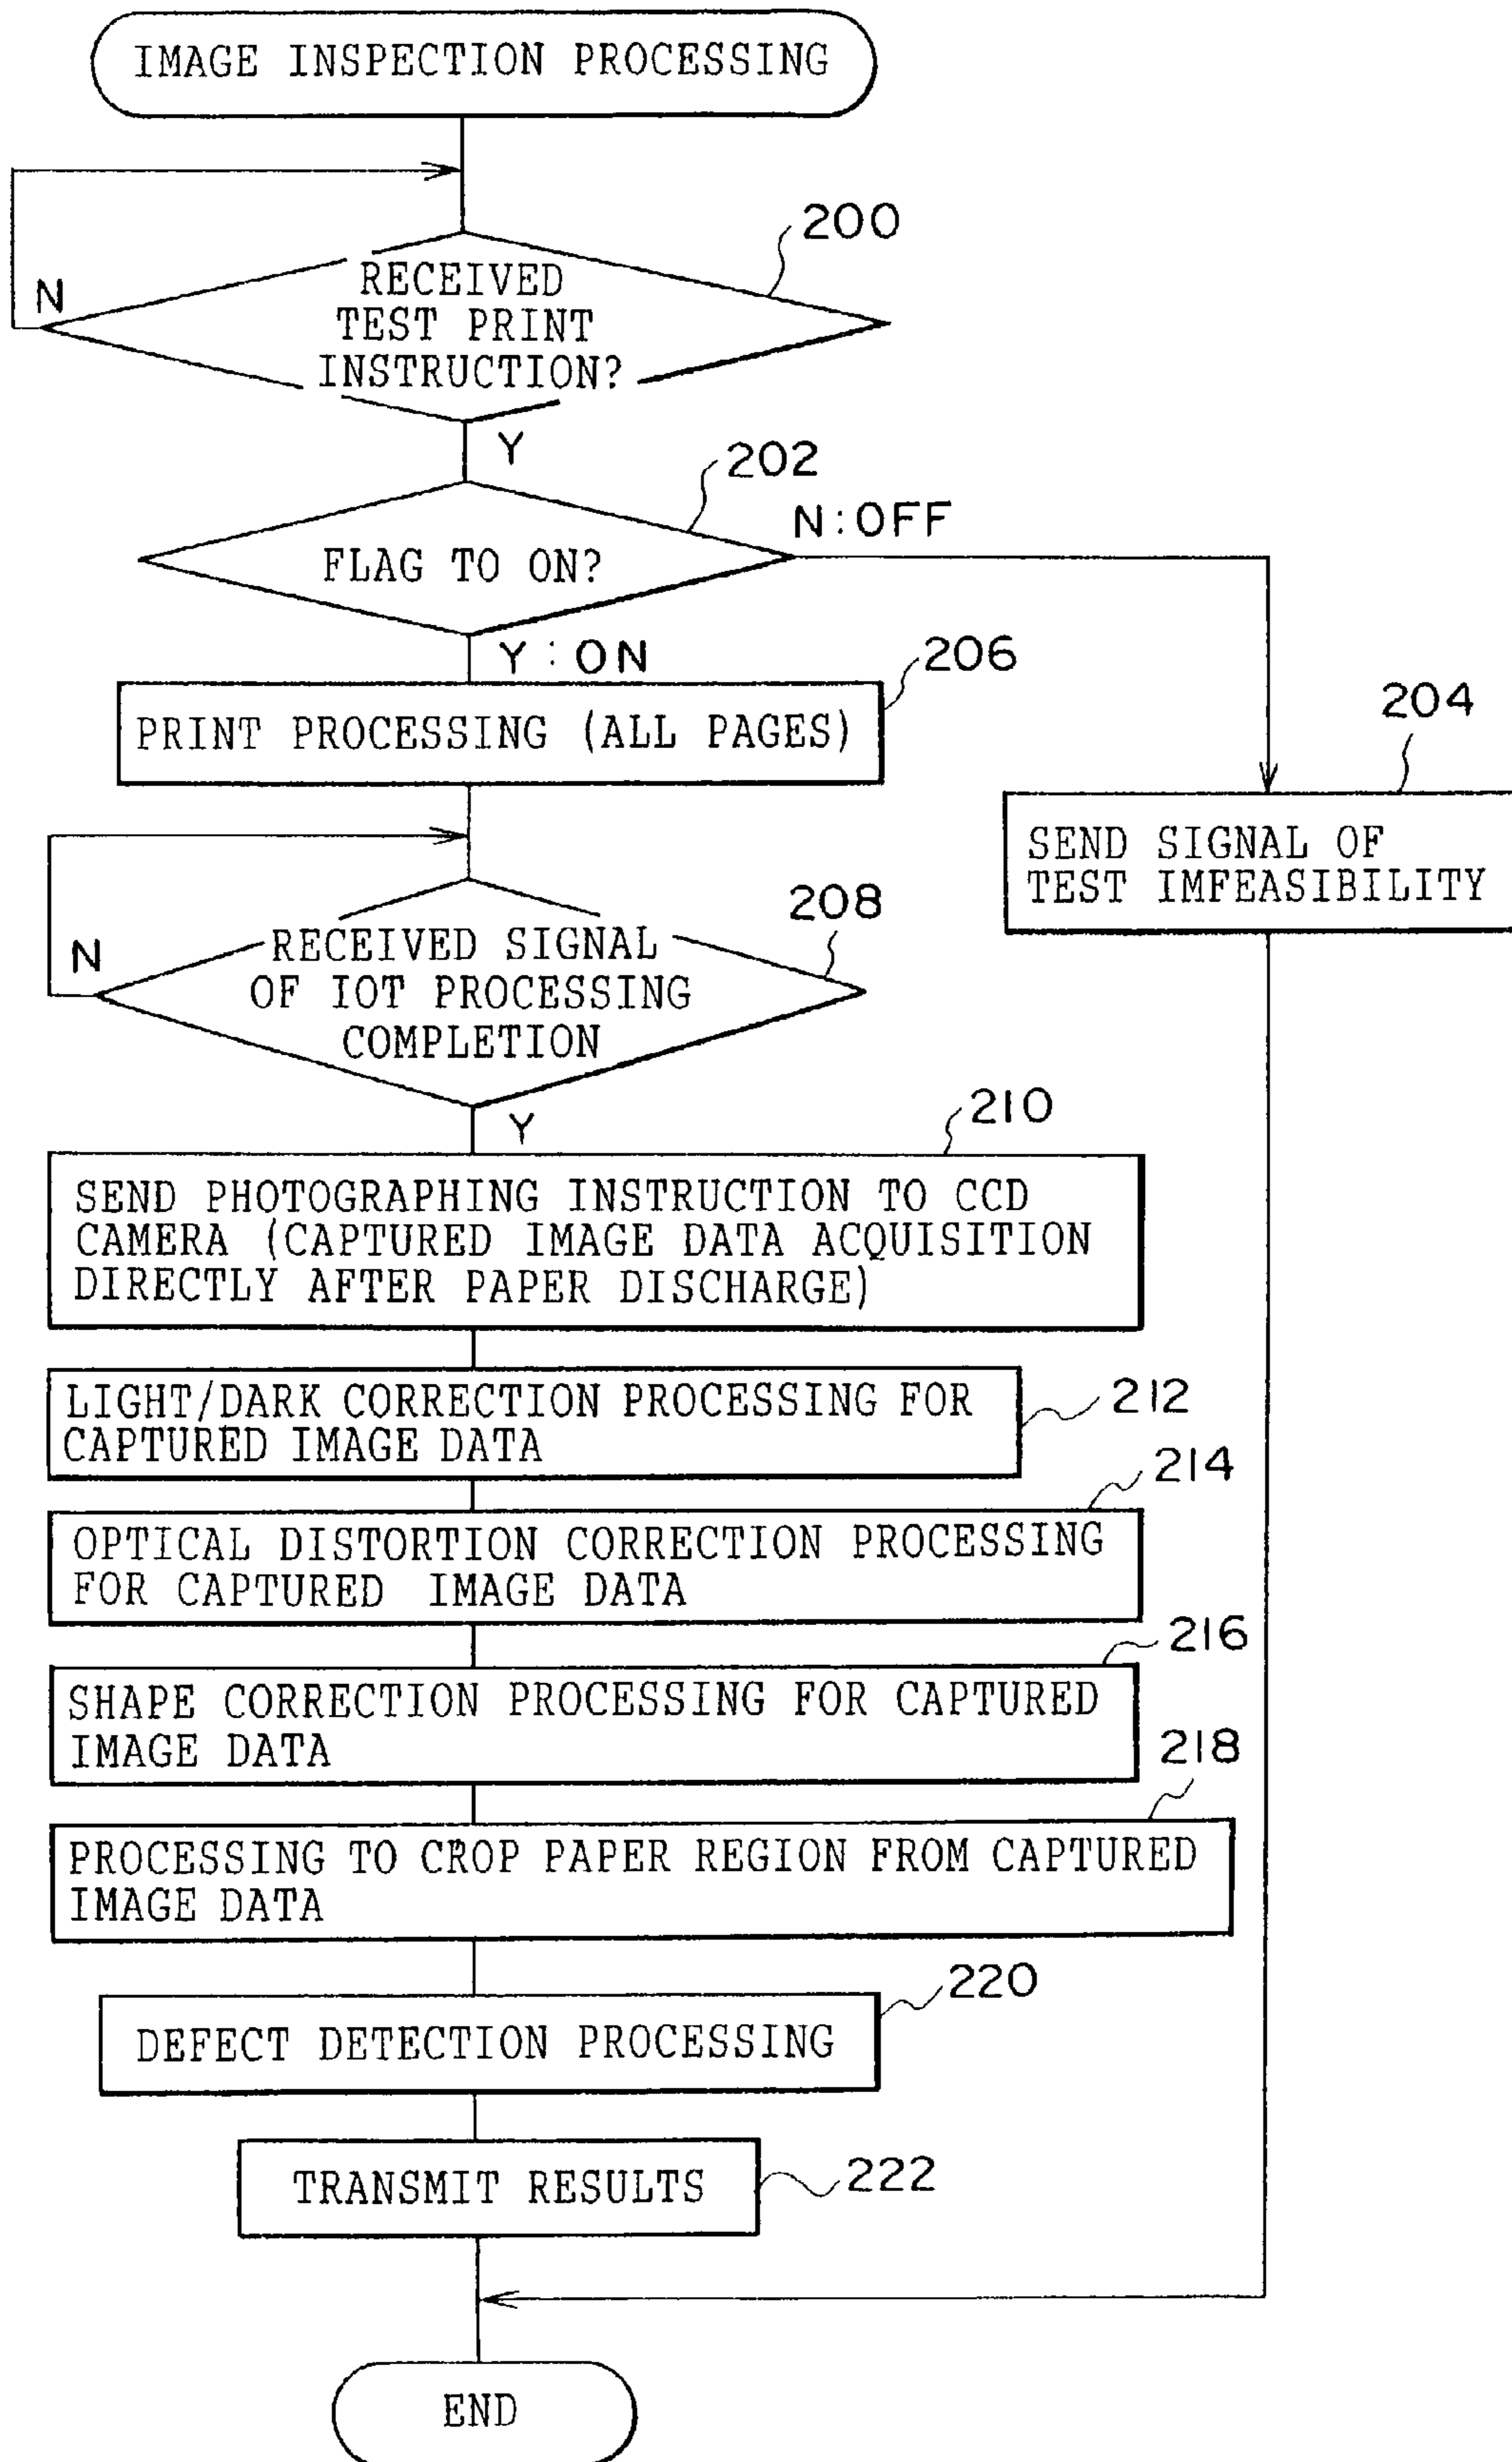 IMAGE INSPECTION PROCESSING
200
RECEIVED
TEST PRINT
INSTRUCTION?
N
Y
202
N:OFF
FLAG TO ON?
Y:ON
206
PRINT PROCESSING (ALL PAGES)
204
SEND SIGNAL OF
TEST IMFEASIBILITY
208
RECEIVED SIGNAL
OF IOT PROCESSING
COMPLETION
N
Y
210
SEND PHOTOGRAPHING INSTRUCTION TO CCD
CAMERA (CAPTURED IMAGE DATA ACQUISITION
DIRECTLY AFTER PAPER DISCHARGE)
212
LIGHT/DARK CORRECTION PROCESSING FOR
CAPTURED IMAGE DATA
214
OPTICAL DISTORTION CORRECTION PROCESSING
FOR CAPTURED IMAGE DATA
216
SHAPE CORRECTION PROCESSING FOR CAPTURED
IMAGE DATA
218
PROCESSING TO CROP PAPER REGION FROM CAPTURED
IMAGE DATA
220
DEFECT DETECTION PROCESSING
TRANSMIT RESULTS
222
END